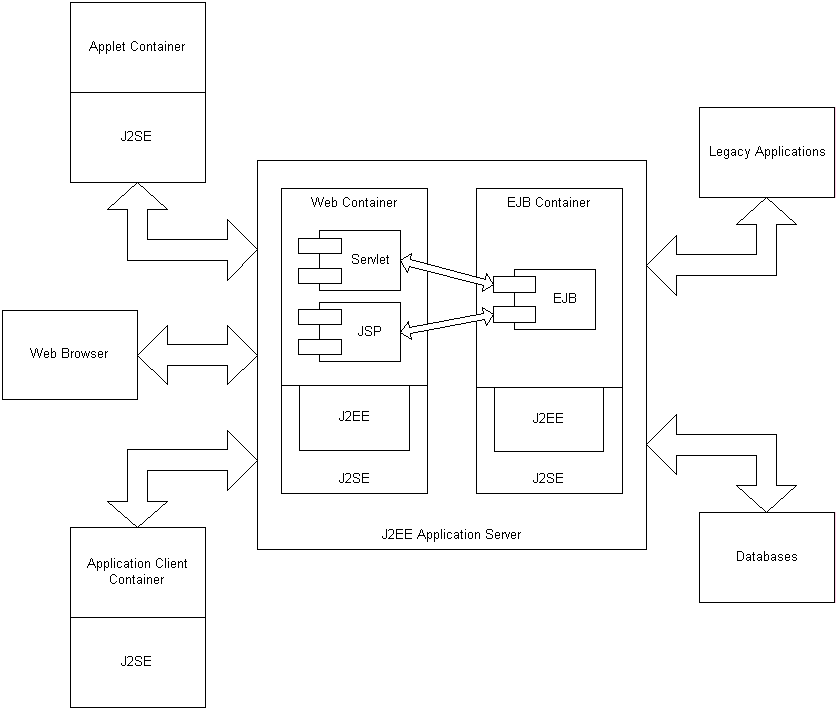 Applet Container
J2SE
Legacy Applications
Web Container
EJB Container
Servlet
EJB
JSP
Web Browser
J2EE
J2EE
J2SE
J2SE
J2EE Application Server
Application Client
Container
J2SE
Databases